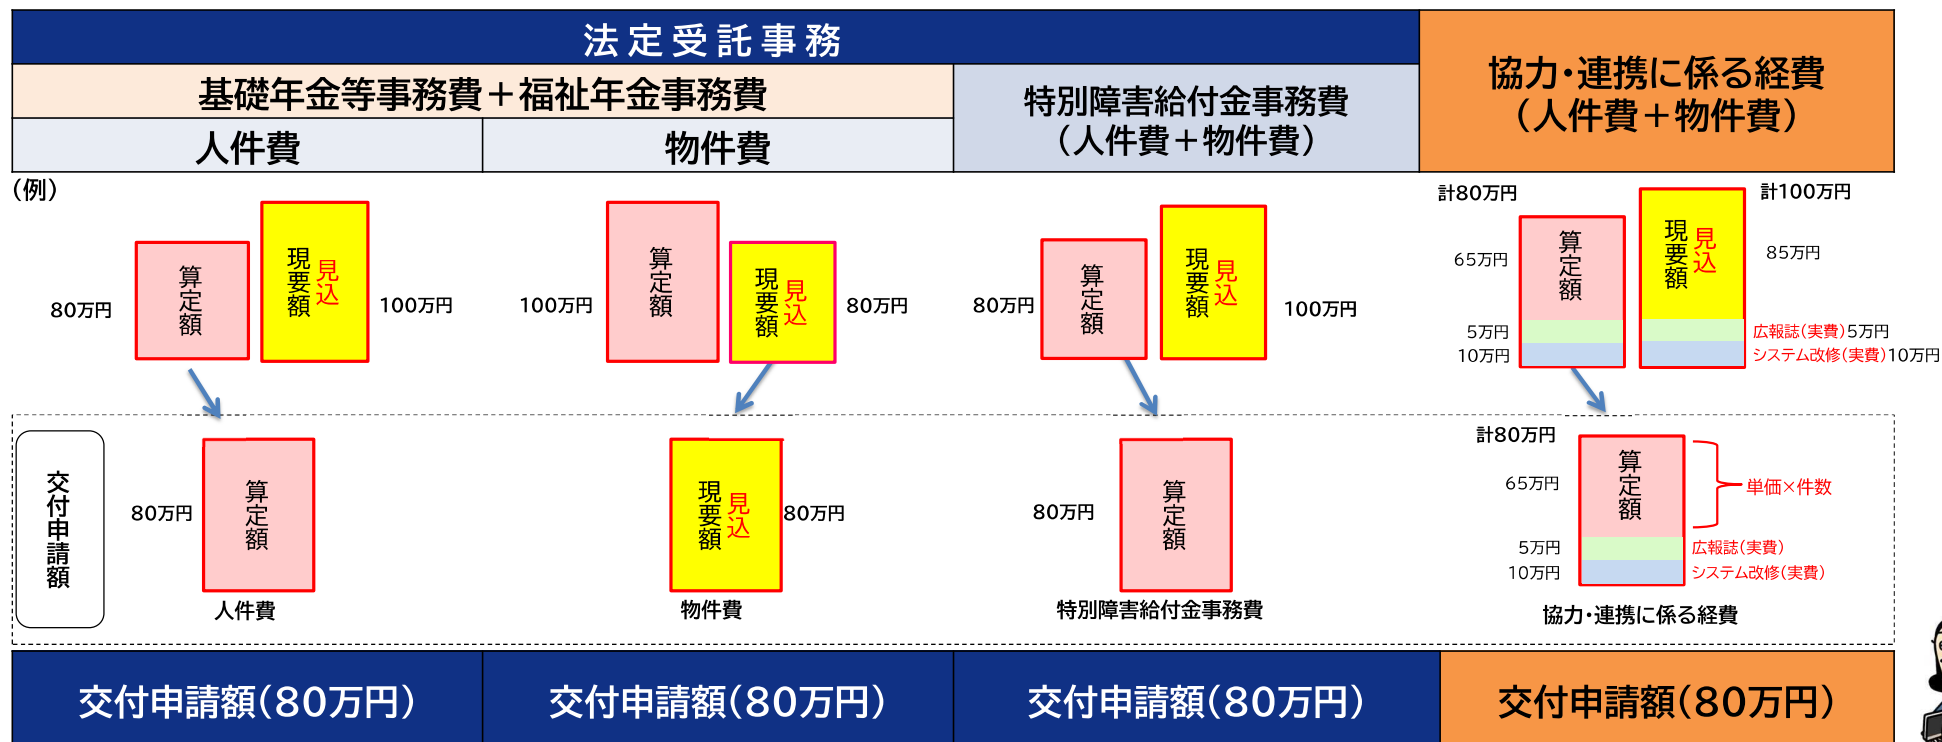 法定受託事務
協力・連携に係る経費
（人件費＋物件費）
基礎年金等事務費＋福祉年金事務費
特別障害給付金事務費
（人件費＋物件費）
人件費
物件費
（例）
80万円
算定額
現要額
見込
100万円
100万円
算定額
現要額
見込
80万円
80万円
算定額
現要額
見込
100万円
計80万円
65万円
算定額
5万円
10万円
現要額
見込
計100万円
85万円
広報誌（実費）5万円
システム改修（実費）10万円
交付申請額
80万円
算定額
人件費
現要額
見込
80万円
物件費
80万円
算定額
特別障害給付金事務費
計80万円
65万円
算定額
単価×件数
5万円
広報誌（実費）
10万円
システム改修（実費）
協力・連携に係る経費
交付申請額（80万円）
交付申請額（80万円）
交付申請額（80万円）
交付申請額（80万円）